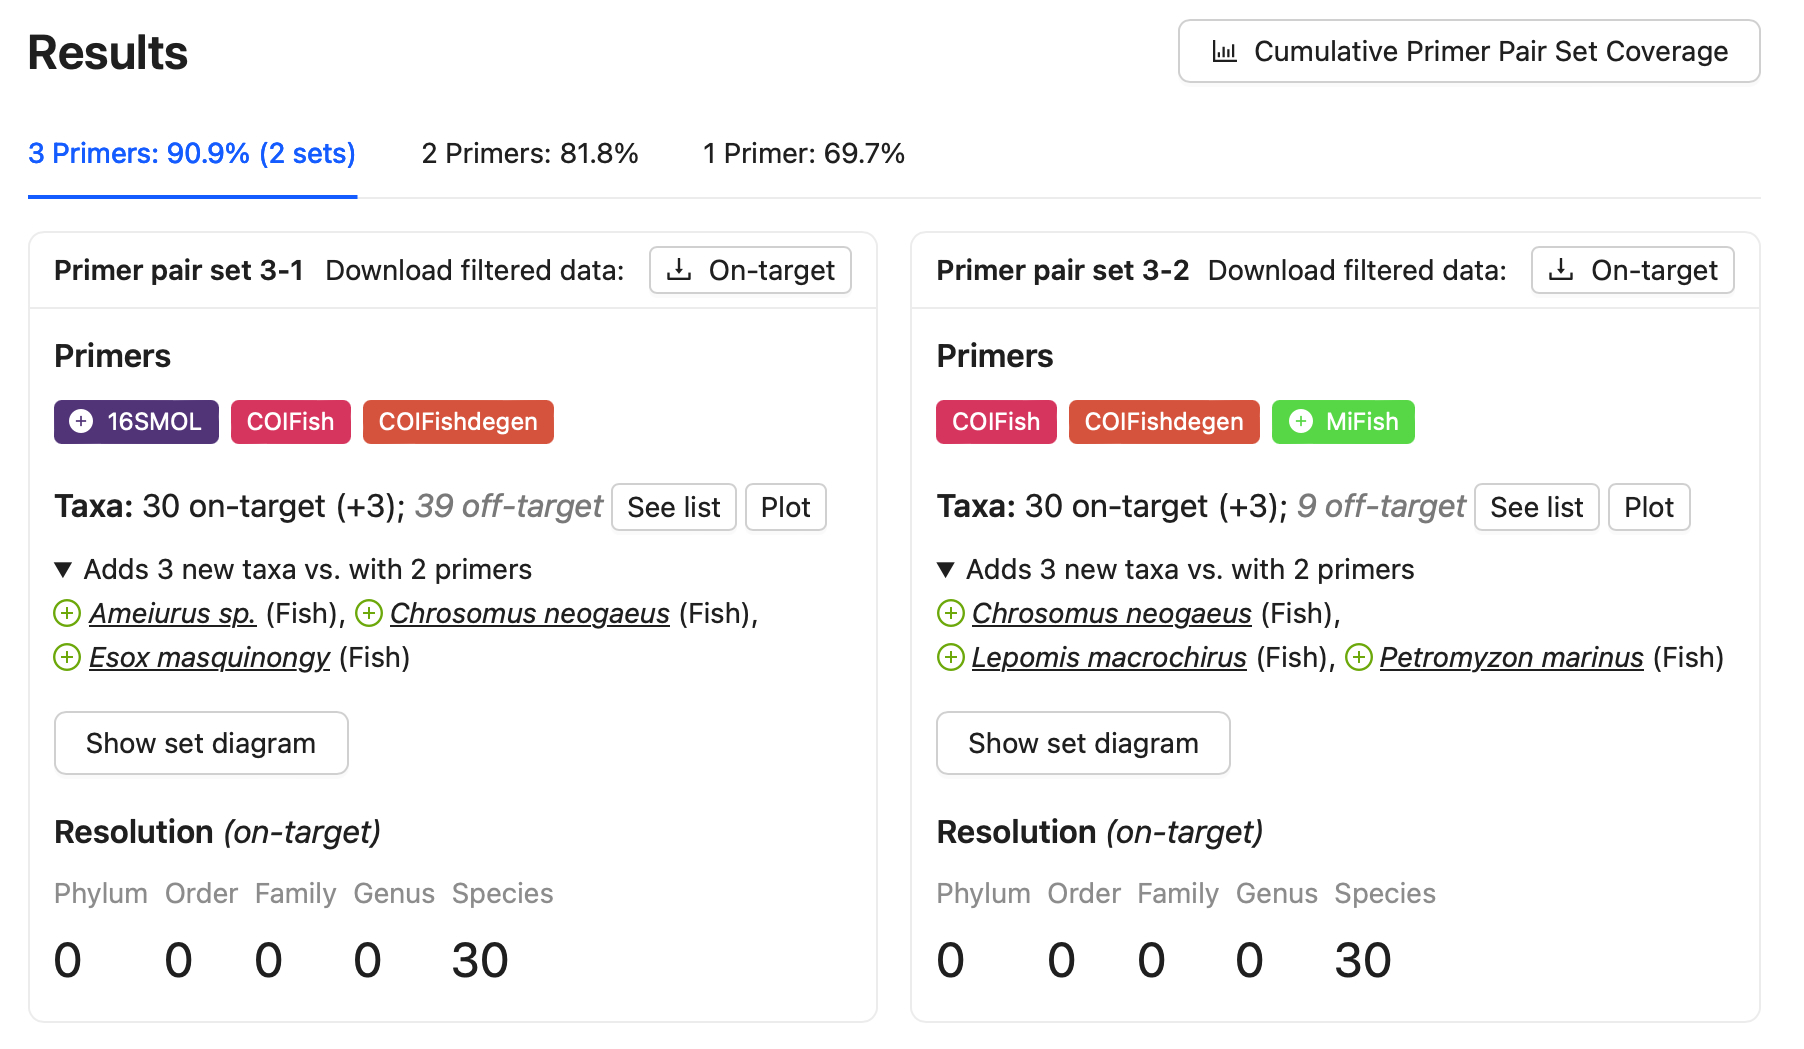 Results
Cumulative Primer Pair Set Coverage
3 Primers: 90.9% (2 sets)
2 Primers: 81.8%
1 Primer: 69.7%
Primer pair set 3-1 Download filtered data: On-target
Primers
16SMOL COIFish COIFishdegen
Taxa: 30 on-target (+3); 39 off-target See list Plot
▼ Adds 3 new taxa vs. with 2 primers
Ameiurus sp. (Fish), Chrosomus neogaeus (Fish),
Esox masquinongy (Fish)
Show set diagram
Resolution (on-target)
Phylum Order Family Genus Species
0 0 0 0 30
Primer pair set 3-2 Download filtered data: On-target
Primers
COIFish COIFishdegen MiFish
Taxa: 30 on-target (+3); 9 off-target See list Plot
▼ Adds 3 new taxa vs. with 2 primers
Chrosomus neogaeus (Fish),
Lepomis macrochirus (Fish), Petromyzon marinus (Fish)
Show set diagram
Resolution (on-target)
Phylum Order Family Genus Species
0 0 0 0 30